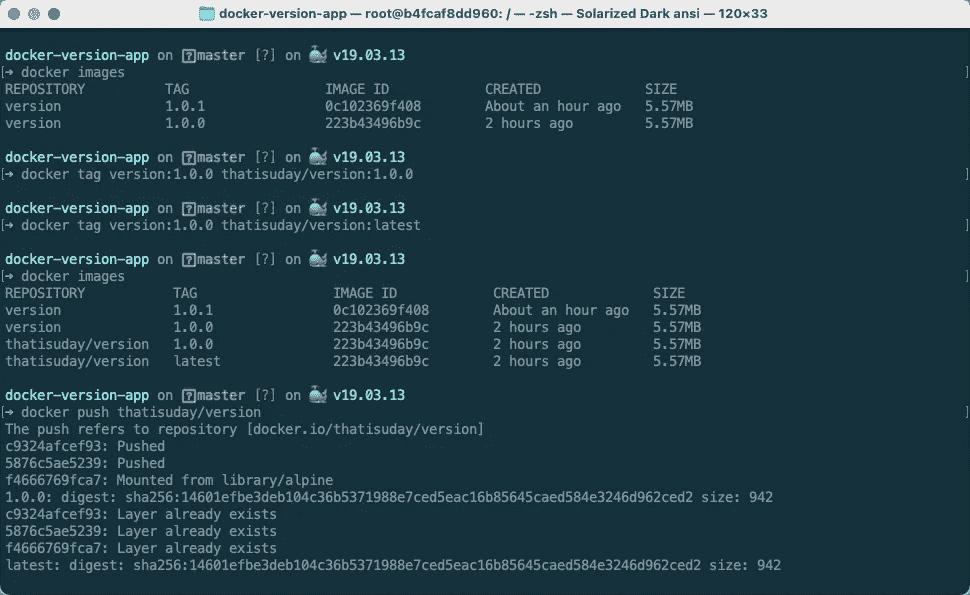 docker-version-app — root@b4fcaf8dd960: / — -zsh — Solarized Dark ansi — 120×33
docker-version-app on master [?] on v19.03.13
[→ docker images ]
REPOSITORY TAG IMAGE ID CREATED SIZE
version 1.0.1 0c102369f408 About an hour ago 5.57MB
version 1.0.0 223b43496b9c 2 hours ago 5.57MB
docker-version-app on master [?] on v19.03.13
[→ docker tag version:1.0.0 thatisuday/version:1.0.0 ]
docker-version-app on master [?] on v19.03.13
[→ docker tag version:1.0.0 thatisuday/version:latest ]
docker-version-app on master [?] on v19.03.13
[→ docker images ]
REPOSITORY TAG IMAGE ID CREATED SIZE
version 1.0.1 0c102369f408 About an hour ago 5.57MB
version 1.0.0 223b43496b9c 2 hours ago 5.57MB
thatisuday/version 1.0.0 223b43496b9c 2 hours ago 5.57MB
thatisuday/version latest 223b43496b9c 2 hours ago 5.57MB
docker-version-app on master [?] on v19.03.13
[→ docker push thatisuday/version ]
The push refers to repository [docker.io/thatisuday/version]
c9324afcef93: Pushed
5876c5ae5239: Pushed
f4666769fca7: Mounted from library/alpine
1.0.0: digest: sha256:14601efbe3deb104c36b5371988e7ced5eac16b85645caed584e3246d962ced2 size: 942
c9324afcef93: Layer already exists
5876c5ae5239: Layer already exists
f4666769fca7: Layer already exists
latest: digest: sha256:14601efbe3deb104c36b5371988e7ced5eac16b85645caed584e3246d962ced2 size: 942